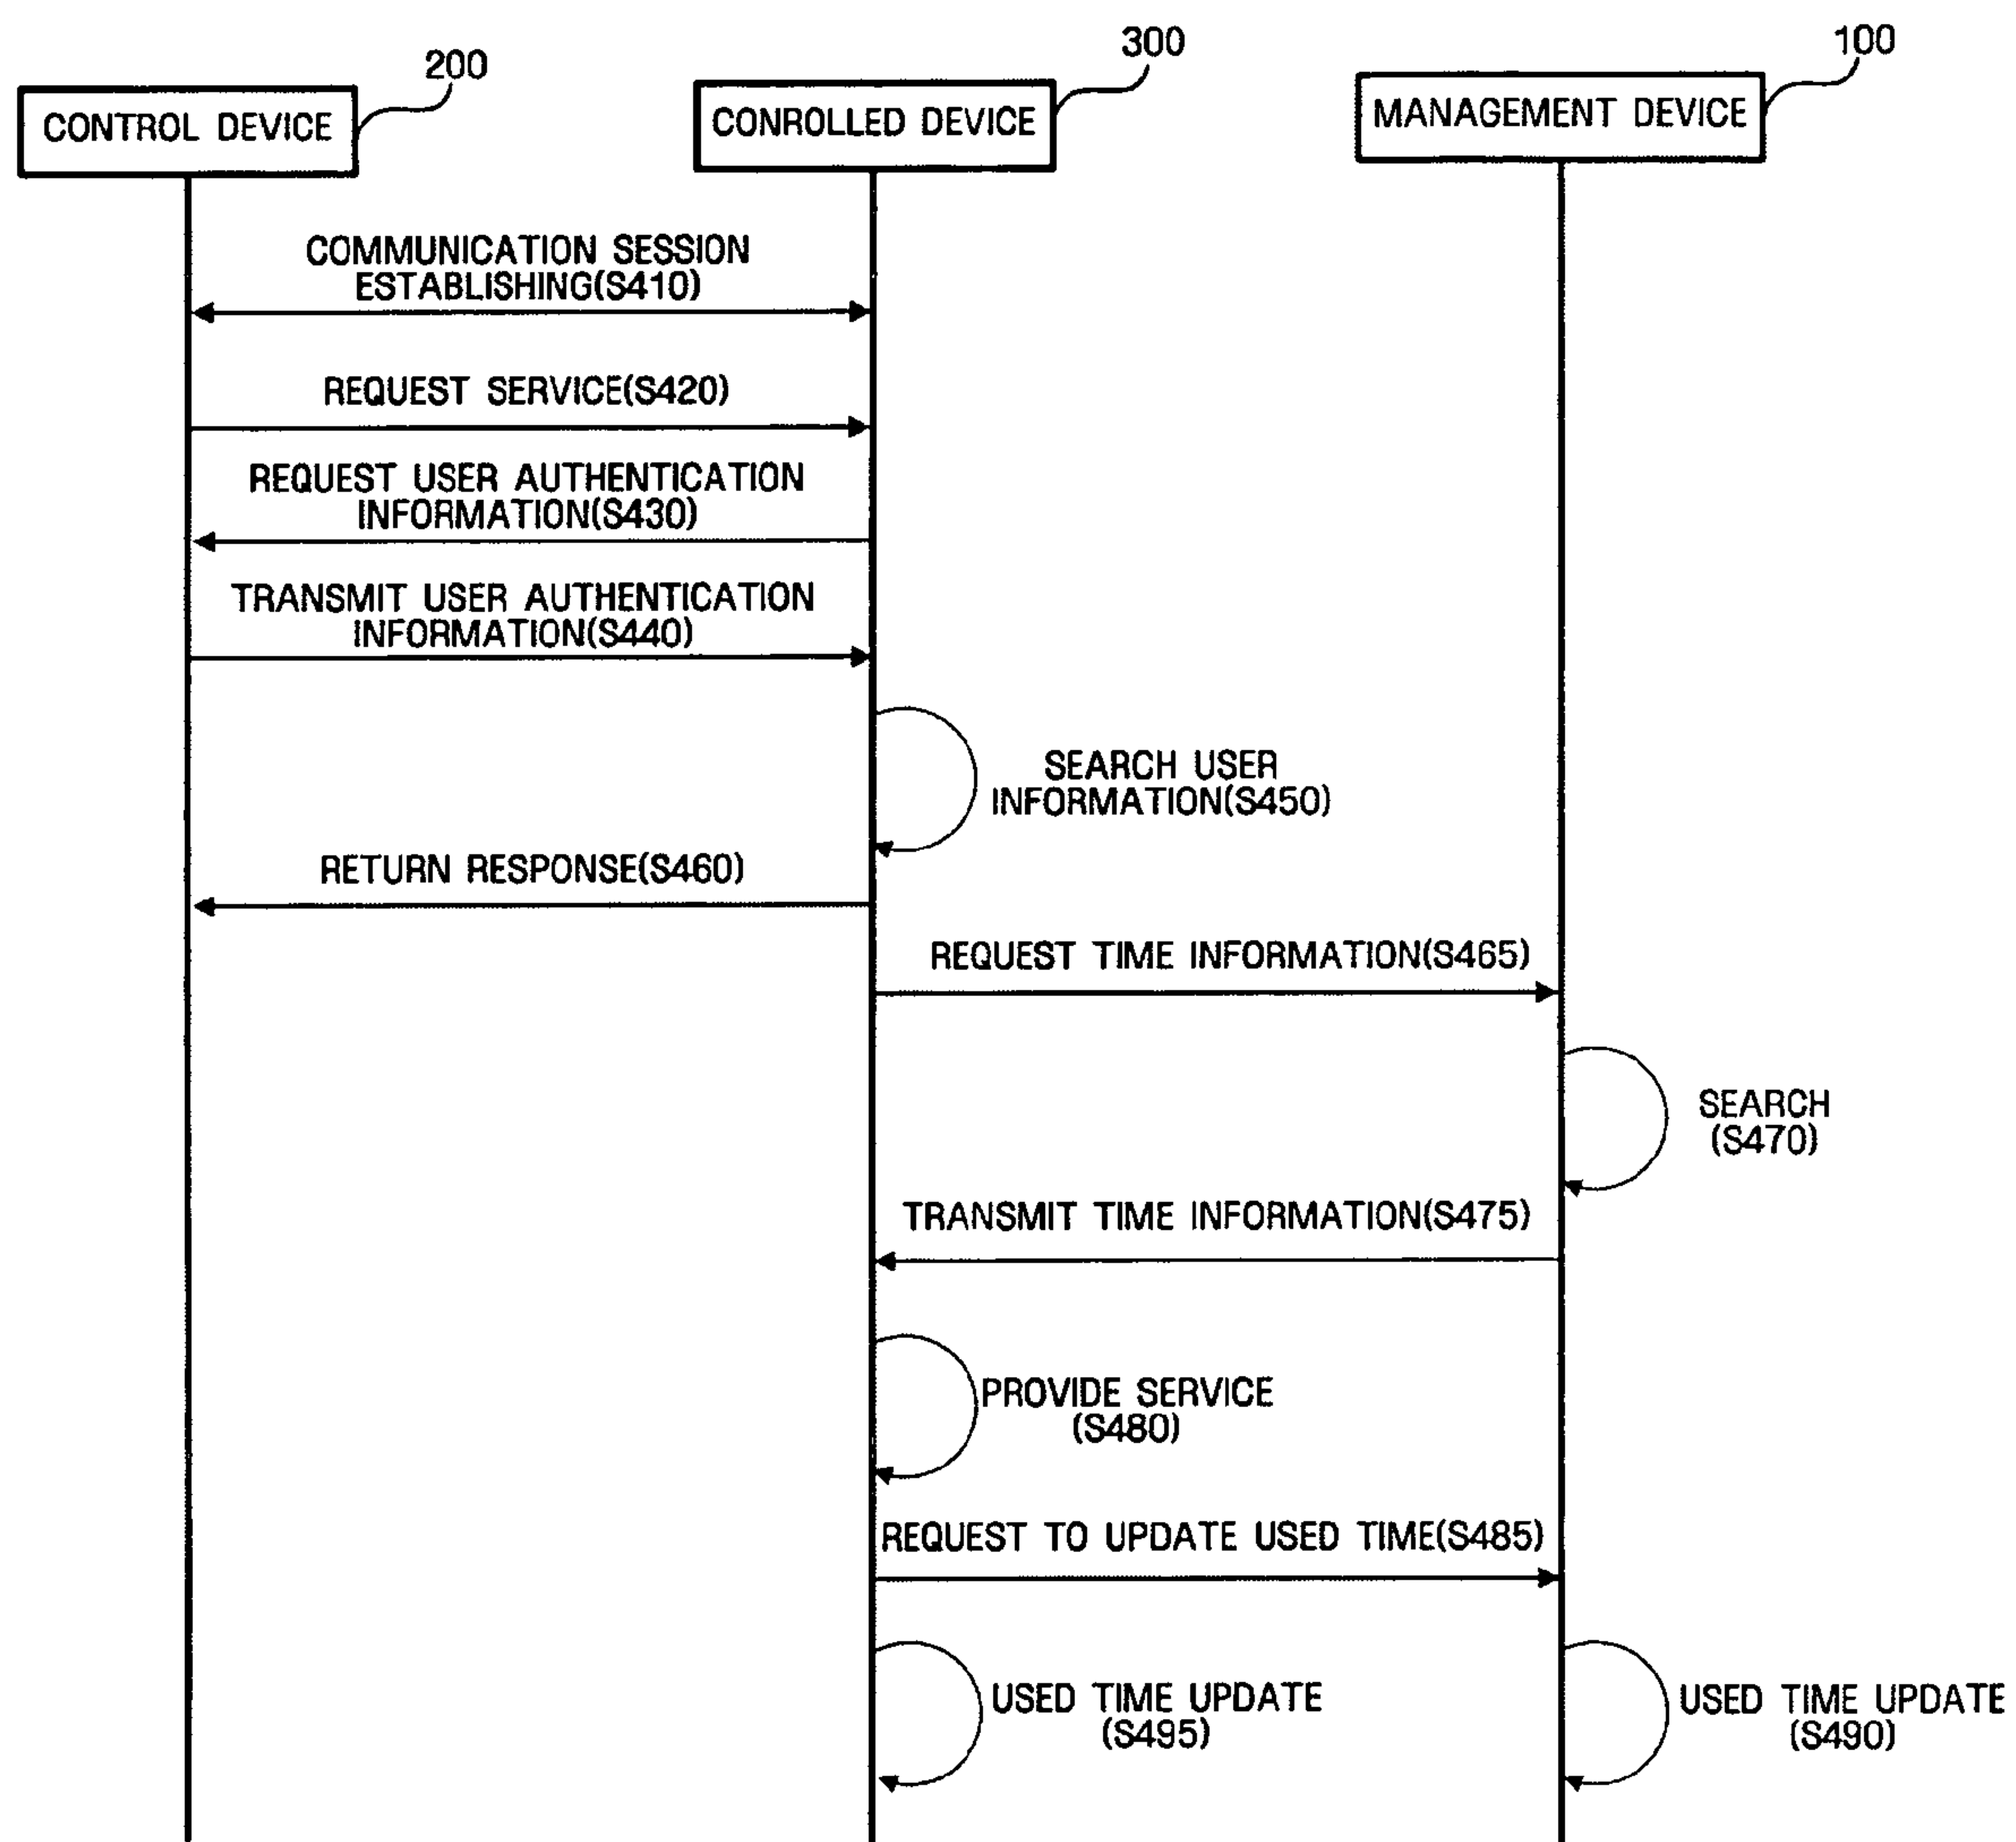 200
300
100
CONTROL DEVICE
CONROLLED DEVICE
MANAGEMENT DEVICE
COMMUNICATION SESSION
ESTABLISHING(S410)
REQUEST SERVICE(S420)
REQUEST USER AUTHENTICATION
INFORMATION(S430)
TRANSMIT USER AUTHENTICATION
INFORMATION(S440)
SEARCH USER
INFORMATION(S450)
RETURN RESPONSE(S460)
REQUEST TIME INFORMATION(S465)
SEARCH
(S470)
TRANSMIT TIME INFORMATION(S475)
PROVIDE SERVICE
(S480)
REQUEST TO UPDATE USED TIME(S485)
USED TIME UPDATE
(S495)
USED TIME UPDATE
(S490)